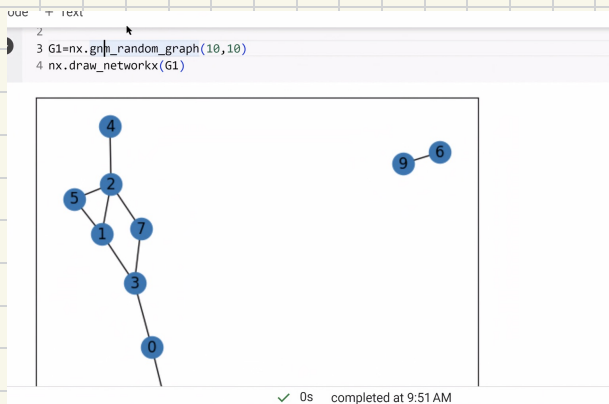 + Text
2
3 G1=nx.gnm_random_graph(10,10)
4 nx.draw_networkx(G1)
4
9 6
2
5
1 7
3
0
0s completed at 9:51 AM